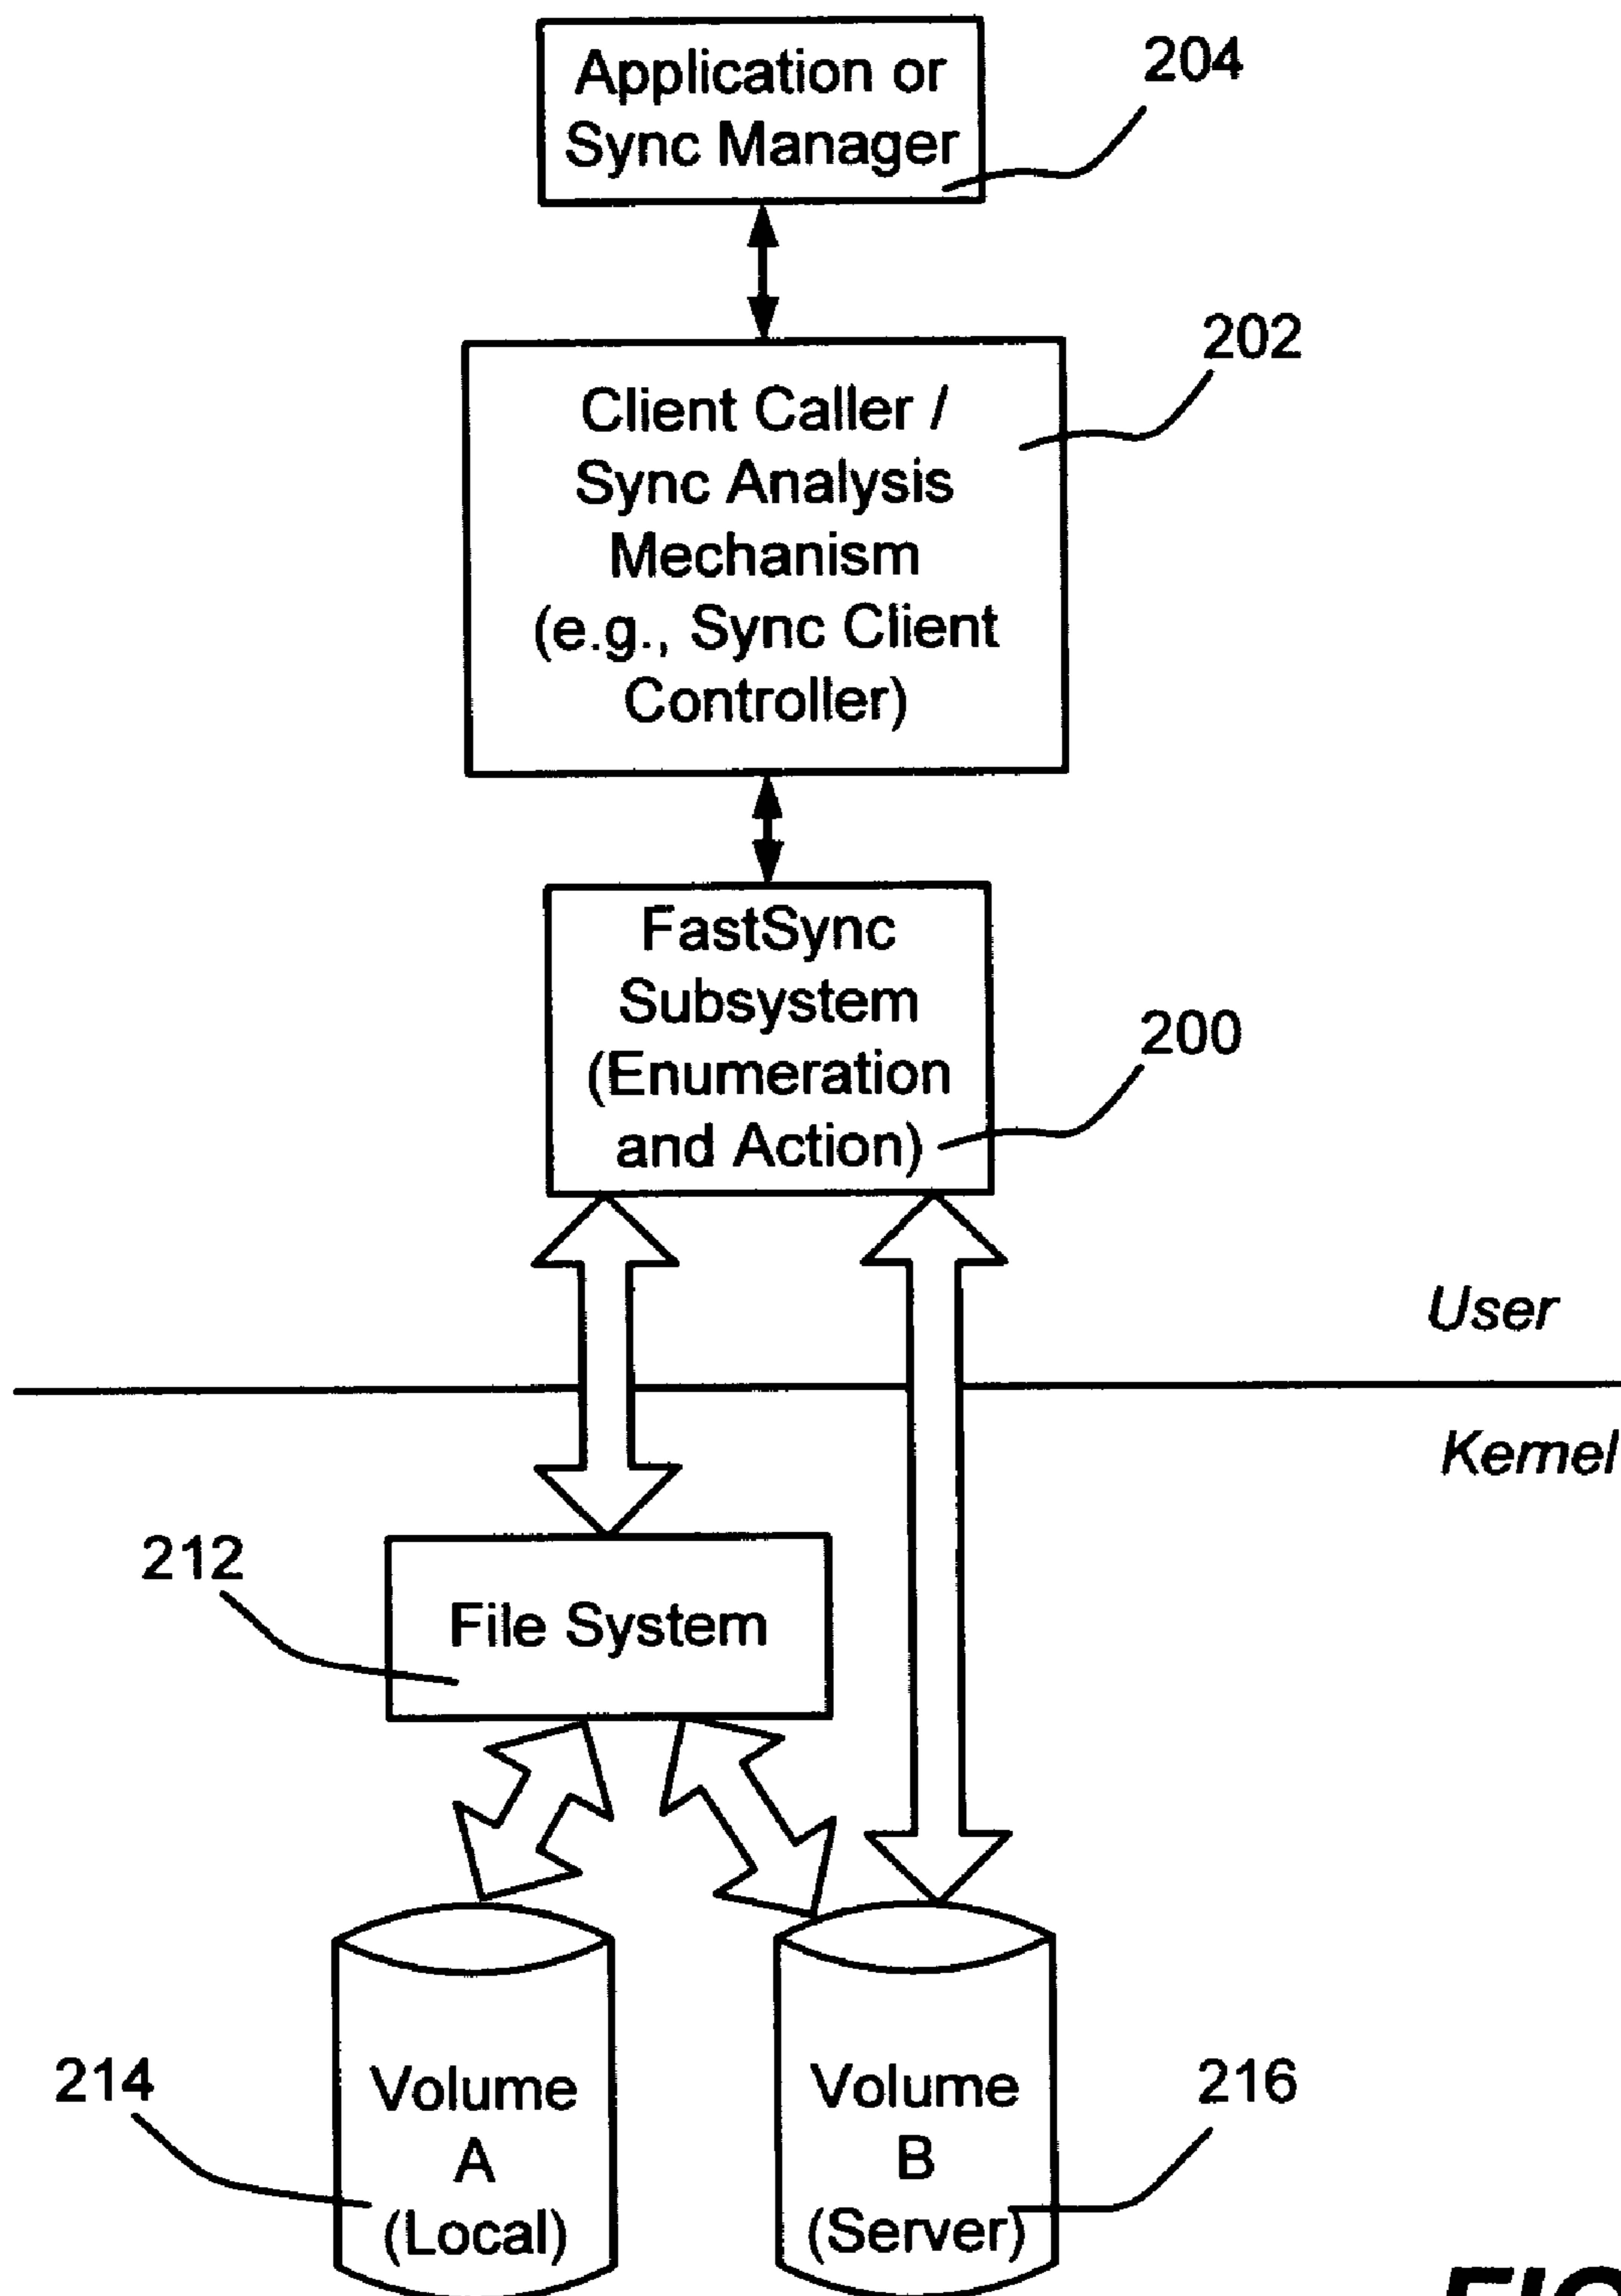 Application or
Sync Manager
204
Client Caller /
Sync Analysis
Mechanism
(e.g., Sync Client
Controller)
202
FastSync
Subsystem
(Enumeration
and Action)
200
User
Kernel
212
File System
214
Volume
A
(Local)
Volume
B
(Server)
216